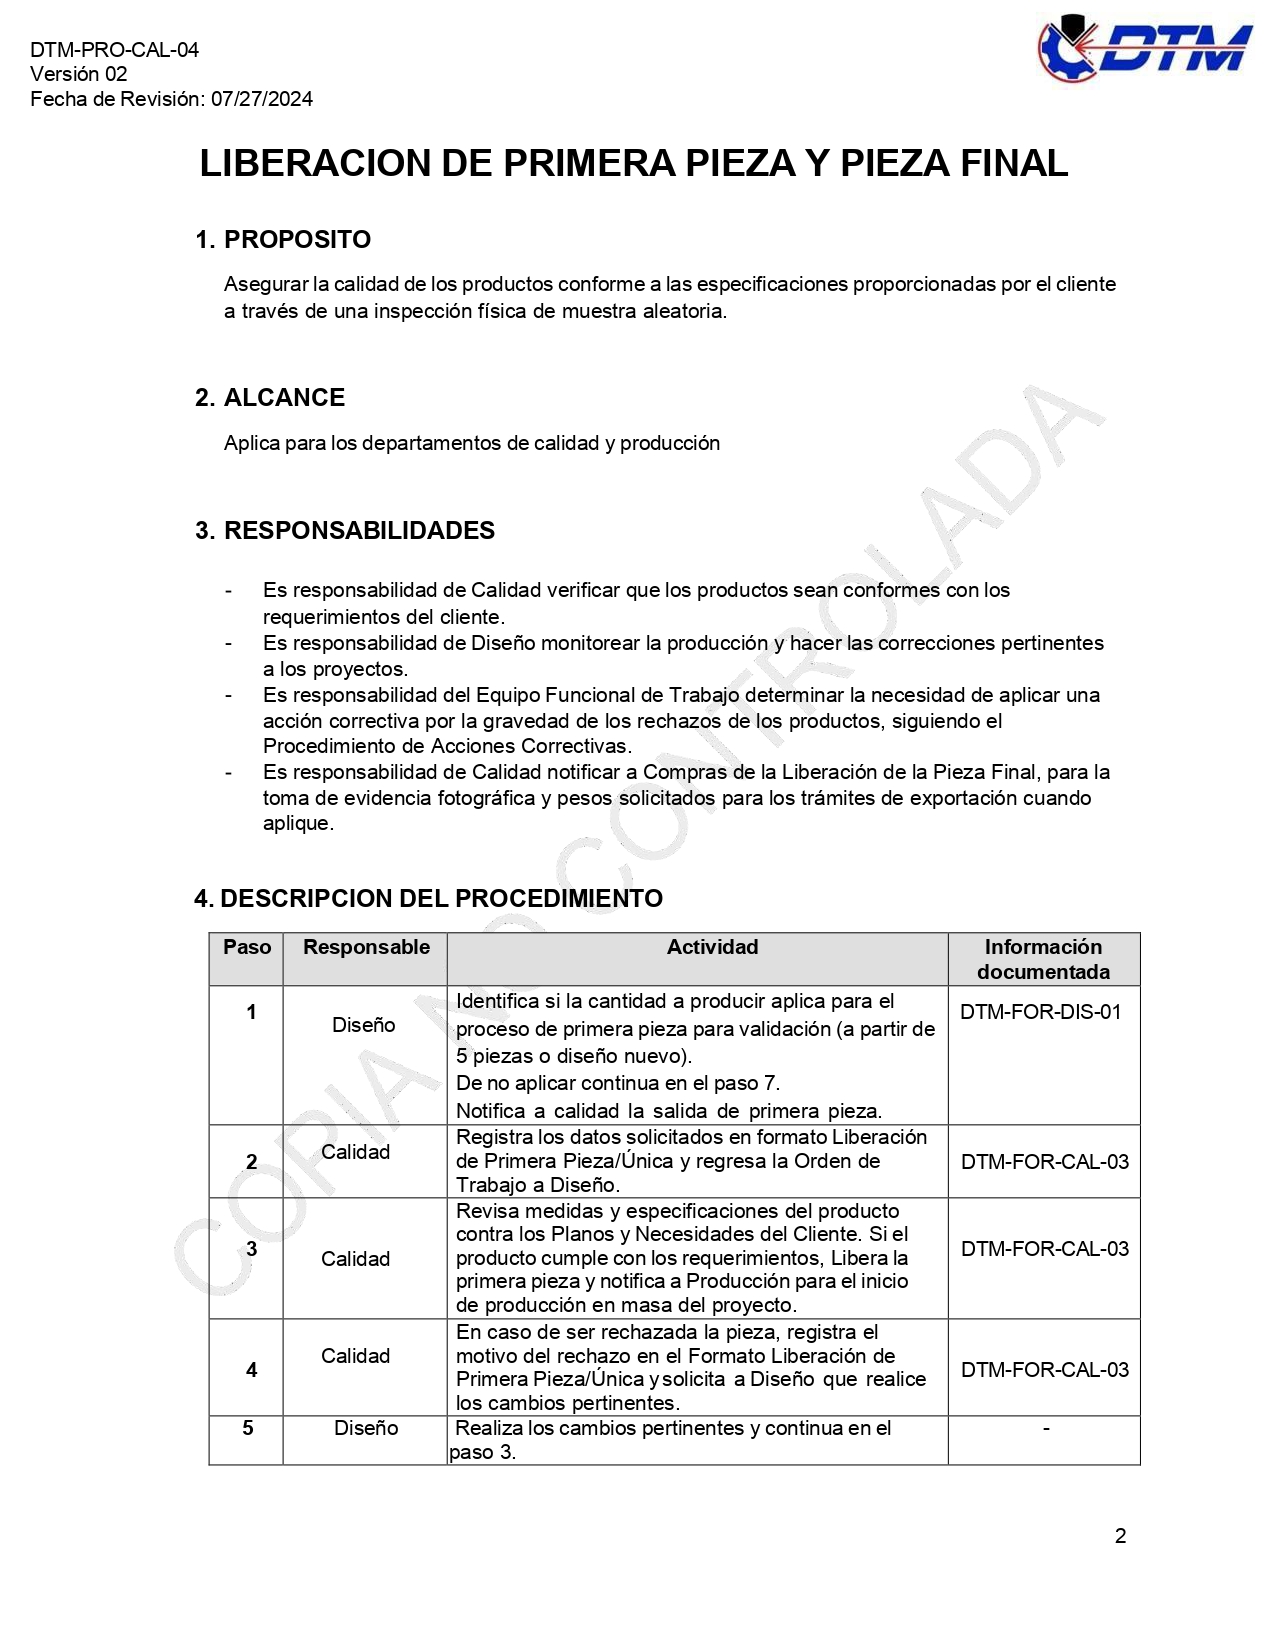 DTM-PRO-CAL-04
Versión 02
Fecha de Revisión: 07/27/2024
DTM
LIBERACION DE PRIMERA PIEZA Y PIEZA FINAL
1. PROPOSITO
Asegurar la calidad de los productos conforme a las especificaciones proporcionadas por el cliente
a través de una inspección física de muestra aleatoria.
2. ALCANCE
Aplica para los departamentos de calidad y producción
3. RESPONSABILIDADES
- Es responsabilidad de Calidad verificar que los productos sean conformes con los
requerimientos del cliente.
- Es responsabilidad de Diseño monitorear la producción y hacer las correcciones pertinentes
a los proyectos.
- Es responsabilidad del Equipo Funcional de Trabajo determinar la necesidad de aplicar una
acción correctiva por la gravedad de los rechazos de los productos, siguiendo el
Procedimiento de Acciones Correctivas.
- Es responsabilidad de Calidad notificar a Compras de la Liberación de la Pieza Final, para la
toma de evidencia fotográfica y pesos solicitados para los trámites de exportación cuando
aplique.
4. DESCRIPCION DEL PROCEDIMIENTO
Paso Responsable Actividad Información
documentada
1 Diseño Identifica si la cantidad a producir aplica para el
proceso de primera pieza para validación (a partir de
5 piezas o diseño nuevo).
De no aplicar continua en el paso 7.
Notifica a calidad la salida de primera pieza.
DTM-FOR-DIS-01
2 Calidad Registra los datos solicitados en formato Liberación
de Primera Pieza/Única y regresa la Orden de
Trabajo a Diseño.
DTM-FOR-CAL-03
3 Calidad Revisa medidas y especificaciones del producto
contra los Planos y Necesidades del Cliente. Si el
producto cumple con los requerimientos, Libera la
primera pieza y notifica a Producción para el inicio
de producción en masa del proyecto.
DTM-FOR-CAL-03
4 Calidad En caso de ser rechazada la pieza, registra el
motivo del rechazo en el Formato Liberación de
Primera Pieza/Única y solicita a Diseño que realice
los cambios pertinentes.
DTM-FOR-CAL-03
5 Diseño Realiza los cambios pertinentes y continua en el
paso 3.
-
COPIA NO CONTROLADA
2